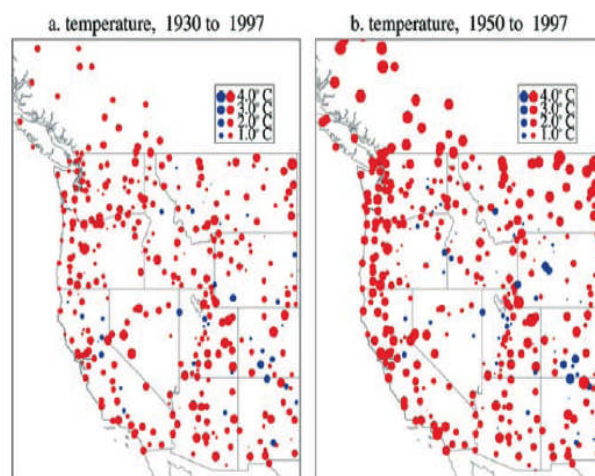 a. temperature, 1930 to 1997
4.0° C
3.0° C
2.0° C
1.0° C
b. temperature, 1950 to 1997
4.0° C
3.0° C
2.0° C
1.0° C